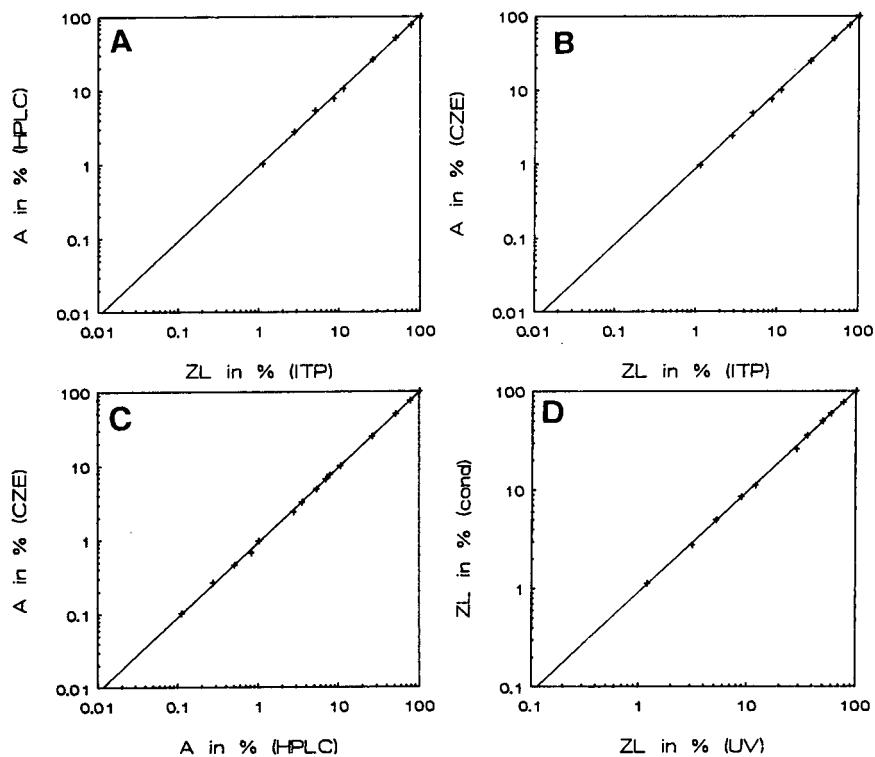 A
100
10
1
0.1
0.01
A in % (HPLC)
0.01 0.1 1 10 100
ZL in % (ITP)
B
100
10
1
0.1
0.01
A in % (CZE)
0.01 0.1 1 10 100
ZL in % (ITP)
C
100
10
1
0.1
0.01
A in % (CZE)
0.01 0.1 1 10 100
A in % (HPLC)
D
100
10
1
0.1
ZL in % (cond)
0.1 1 10 100
ZL in % (UV)